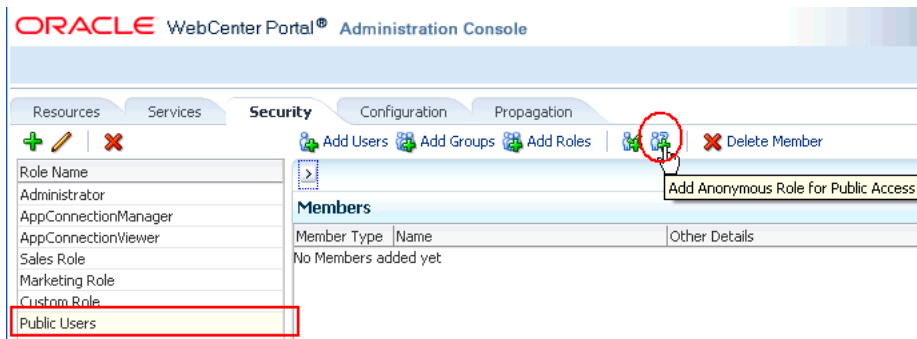 ORACLE WebCenter Portal® Administration Console
Resources Services Security Configuration Propagation
Add Users Add Groups Add Roles Delete Member
Add Anonymous Role for Public Access
Role Name
Administrator
AppConnectionManager
AppConnectionViewer
Sales Role
Marketing Role
Custom Role
Public Users
Members
Member Type Name Other Details
No Members added yet